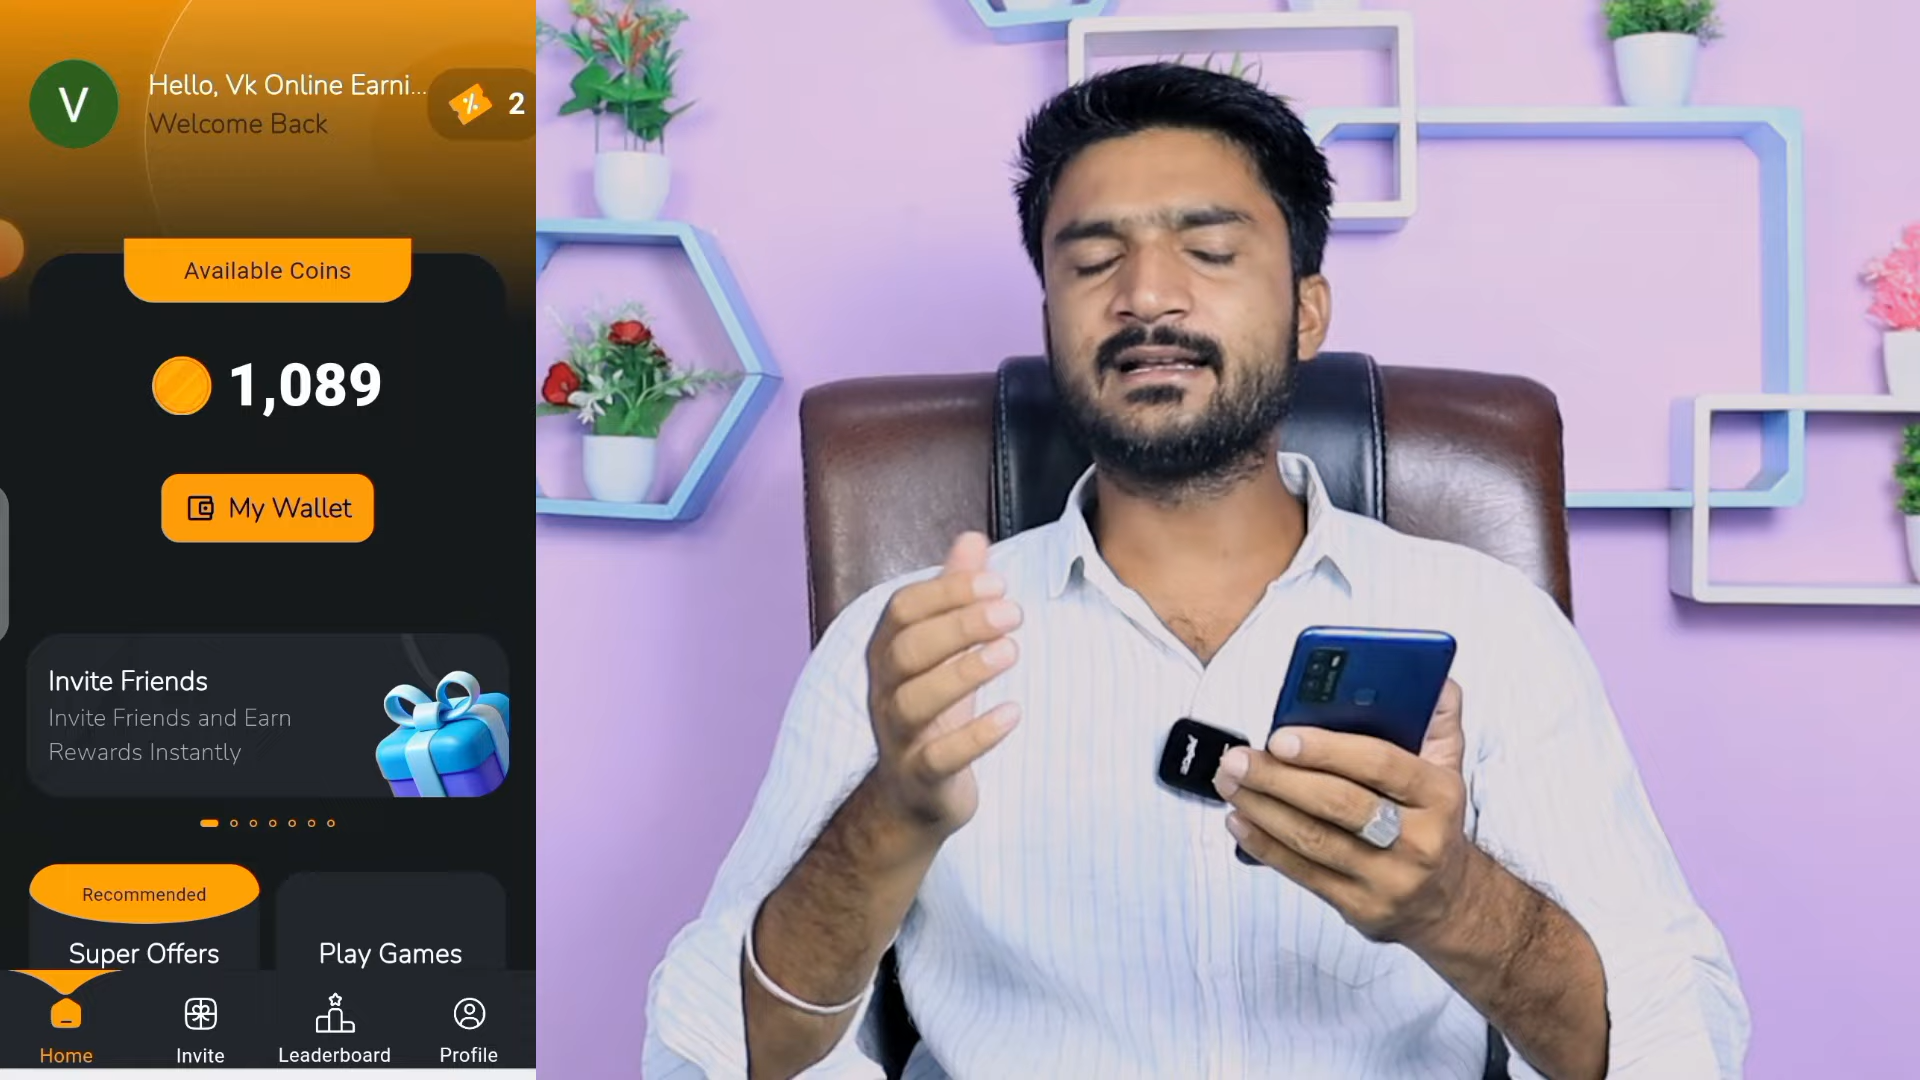 V
Hello, Vk Online Earni...
Welcome Back
2
Available Coins
1,089
My Wallet
Invite Friends
Invite Friends and Earn
Rewards Instantly
Recommended
Super Offers
Play Games
Home
Invite
Leaderboard
Profile